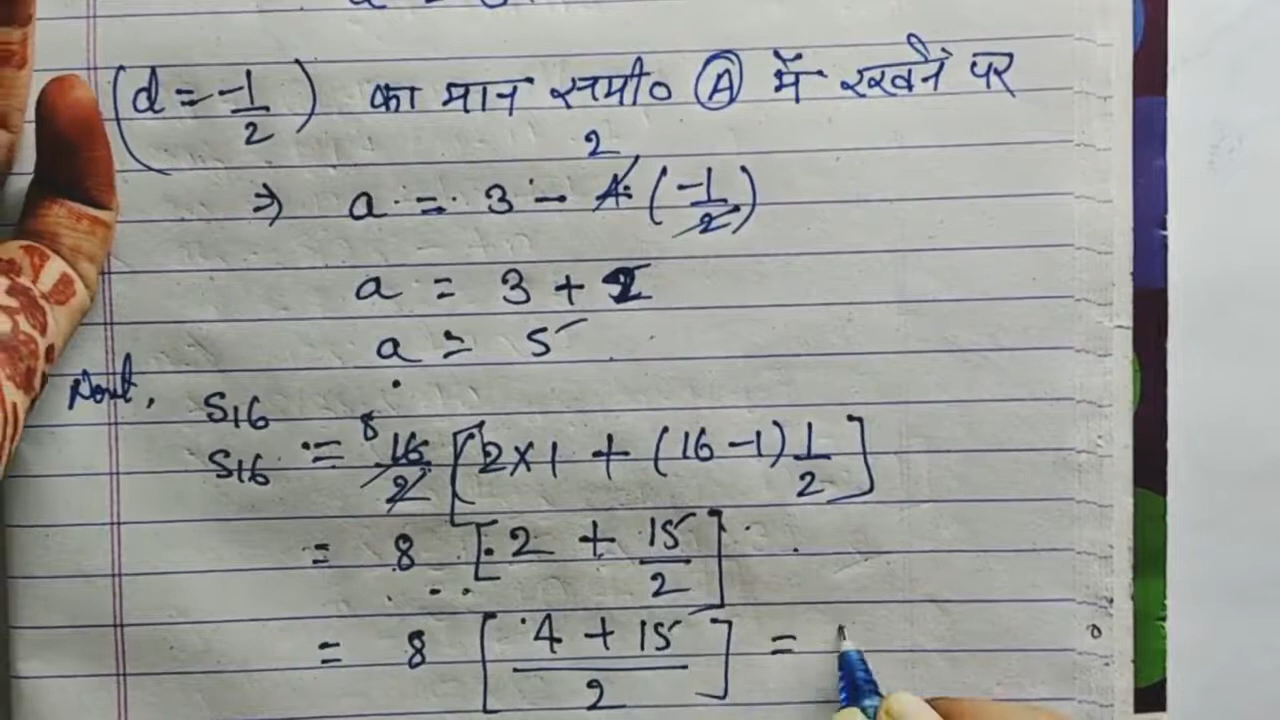 (d = -1/2) का मान समी० Ⓐ में रखने पर
2
⇒ a = 3 - 4 (-1/2)
a = 3 + 2
a = 5
Next,
S16
S16 = 8 16/2 [2×1 + (16-1) 1/2]
= 8 [2 + 15/2]
= 8 [4 + 15/2] =